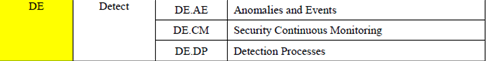 DE Detect DE.AE Anomalies and Events
DE.CM Security Continuous Monitoring
DE.DP Detection Processes